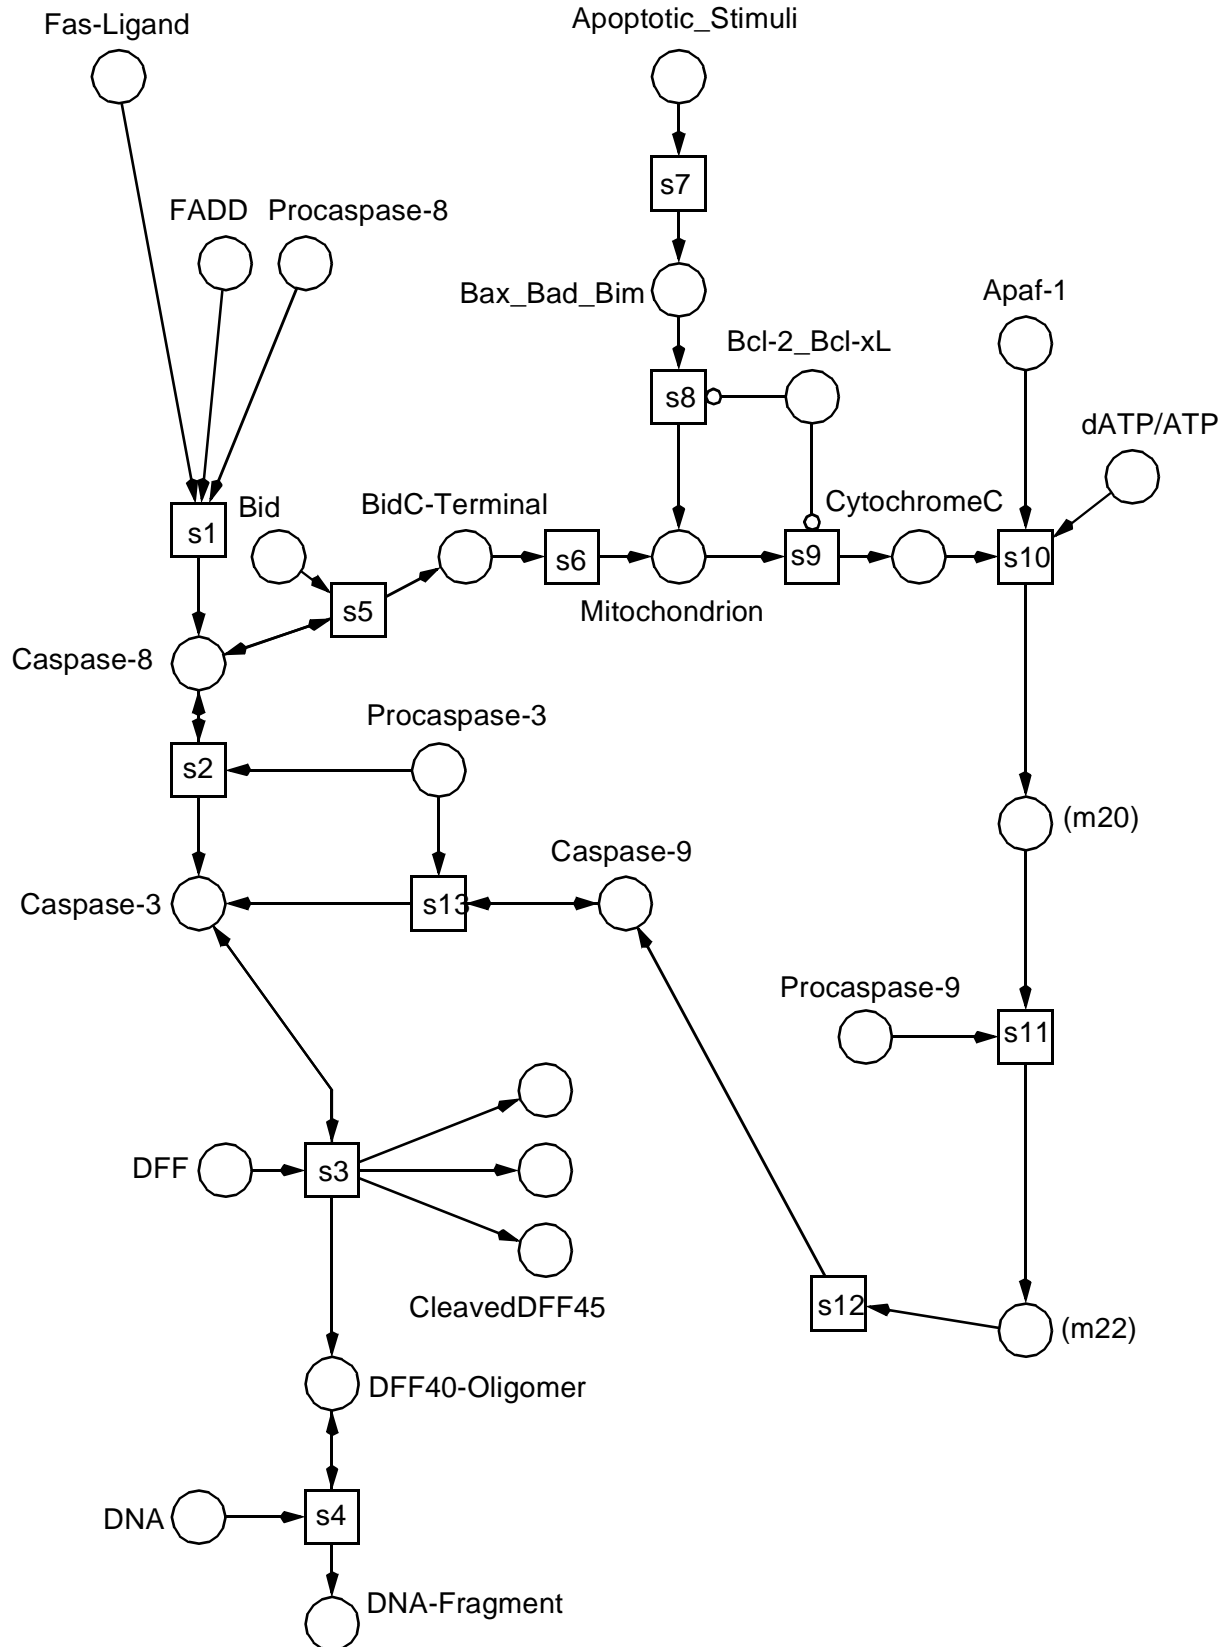 Fas-Ligand
Apoptotic_Stimuli
s7
FADD
Procaspase-8
Bax_Bad_Bim
Apaf-1
Bcl-2_Bcl-xL
s8
dATP/ATP
s1
Bid
BidC-Terminal
CytochromeC
s6
s9
s10
s5
Mitochondrion
Caspase-8
Procaspase-3
s2
(m20)
Caspase-9
Caspase-3
s13
Procaspase-9
s11
DFF
s3
CleavedDFF45
s12
(m22)
DFF40-Oligomer
DNA
s4
DNA-Fragment